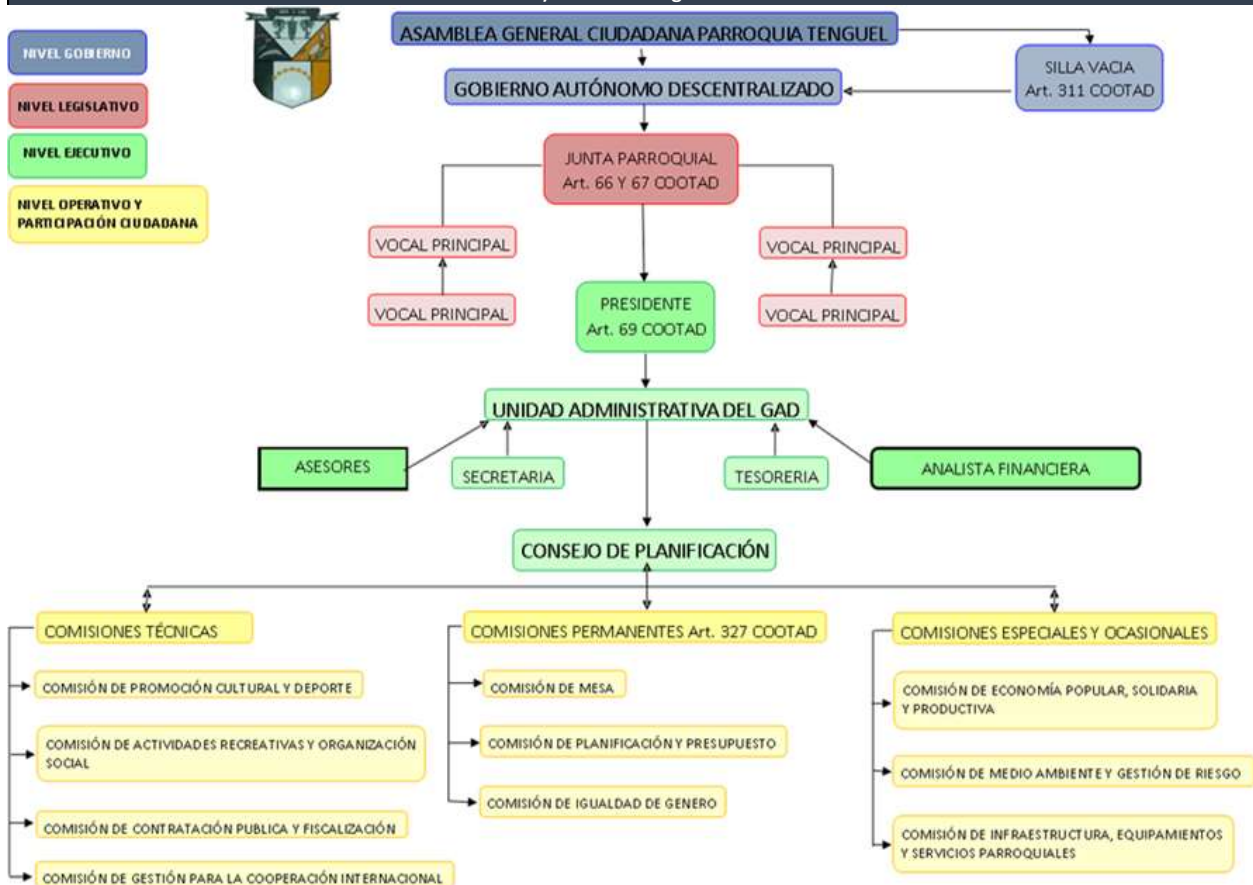 ASAMBLEA GENERAL CIUDADANA PARROQUIA TENGUEL
NIVEL GOBIERNO
SILLA VACIA
Art. 311 COOTAD
GOBIERNO AUTÓNOMO DESCENTRALIZADO
NIVEL LEGISLATIVO
NIVEL EJECUTIVO
JUNTA PARROQUIAL
Art. 66 Y 67 COOTAD
NIVEL OPERATIVO Y
PARTICIPACIÓN CIUDADANA
VOCAL PRINCIPAL
VOCAL PRINCIPAL
VOCAL PRINCIPAL
VOCAL PRINCIPAL
PRESIDENTE
Art. 69 COOTAD
UNIDAD ADMINISTRATIVA DEL GAD
ASESORES
SECRETARIA
TESORERIA
ANALISTA FINANCIERA
CONSEJO DE PLANIFICACIÓN
COMISIONES TÉCNICAS
COMISIÓN DE PROMOCIÓN CULTURAL Y DEPORTE
COMISIÓN DE ACTIVIDADES RECREATIVAS Y ORGANIZACIÓN
SOCIAL
COMISIÓN DE CONTRATACIÓN PUBLICA Y FISCALIZACIÓN
COMISIÓN DE GESTIÓN PARA LA COOPERACIÓN INTERNACIONAL
COMISIONES PERMANENTES Art. 327 COOTAD
COMISIÓN DE MESA
COMISIÓN DE PLANIFICACIÓN Y PRESUPUESTO
COMISIÓN DE IGUALDAD DE GENERO
COMISIONES ESPECIALES Y OCASIONALES
COMISIÓN DE ECONOMÍA POPULAR, SOLIDARIA
Y PRODUCTIVA
COMISIÓN DE MEDIO AMBIENTE Y GESTIÓN DE RIESGO
COMISIÓN DE INFRAESTRUCTURA, EQUIPAMIENTOS
Y SERVICIOS PARROQUIALES